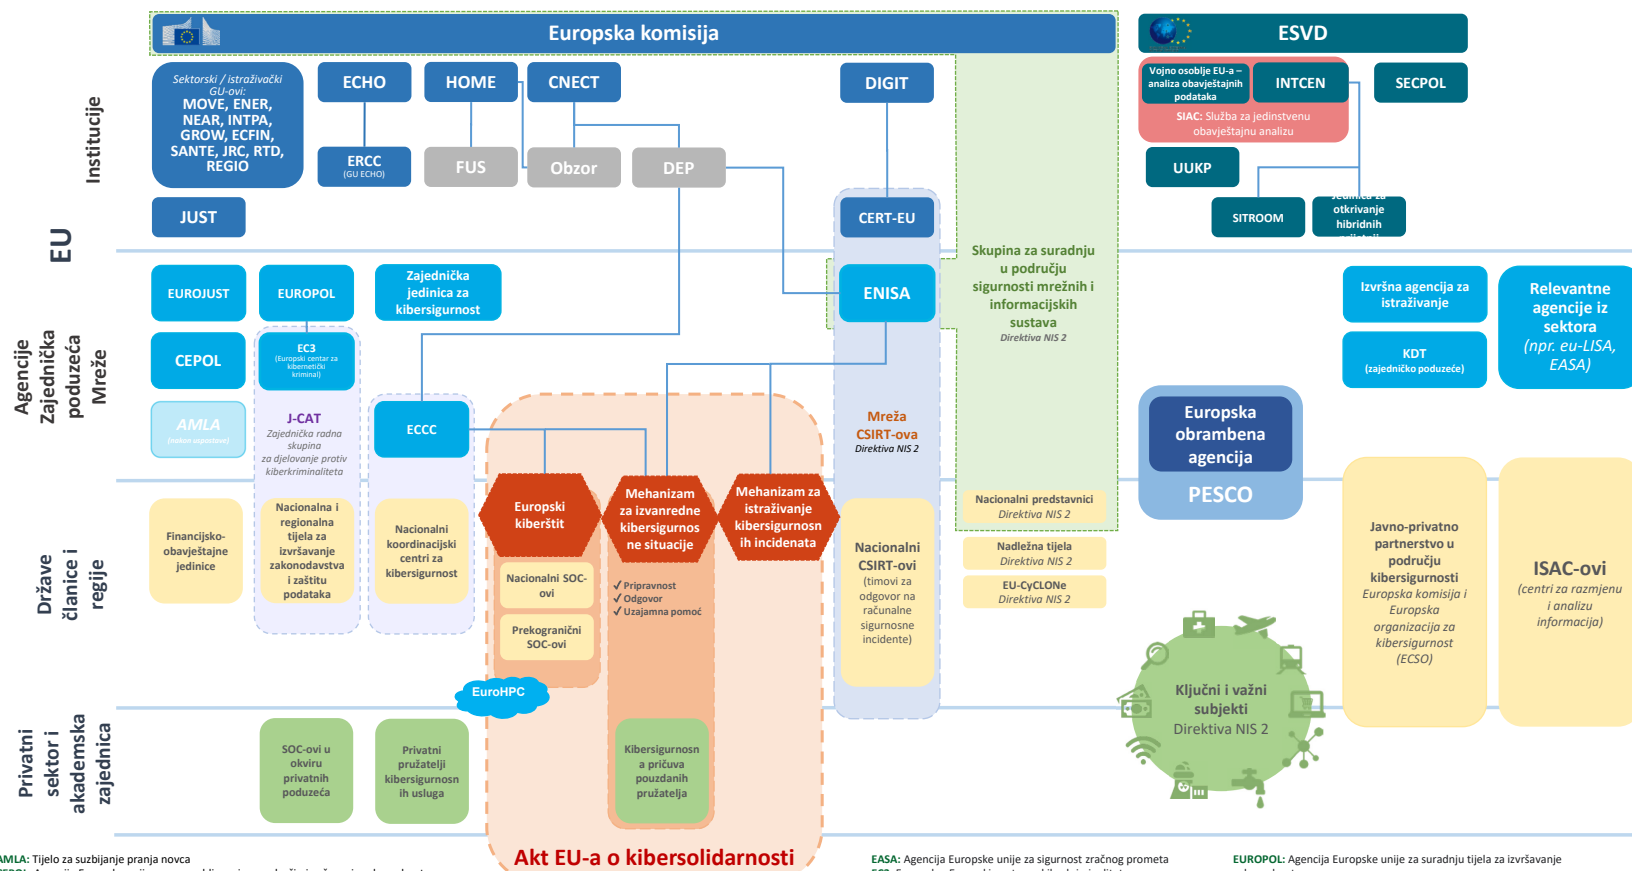 Europska komisija
ESVD
Institucije
EU
Agencije
Zajednička
poduzeća
Mreže
Države
članice i
regije
Privatni
sektor i
akademska
zajednica
Sektorski / istraživački
GU-ovi:
MOVE, ENER,
NEAR, INTPA,
GROW, ECFIN,
SANTE, JRC, RTD,
REGIO
ECHO
HOME
CNECT
DIGIT
ERCC
(GU ECHO)
FUS
Obzor
DEP
JUST
CERT-EU
Vojno osoblje EU-a –
analiza obavještajnih
podataka
INTCEN
SECPOL
SIAC: Služba za jedinstvenu
obavještajnu analizu
UUKP
SITROOM
otkrivanje
hibridnih
EUROJUST
EUROPOL
Zajednička
jedinica za
kibersigurnost
ENISA
Skupina za suradnju
u području
sigurnosti mrežnih i
informacijskih
sustava
Direktiva NIS 2
Izvršna agencija za
istraživanje
Relevantne
agencije iz
sektora
(npr. eu-LISA,
EASA)
CEPOL
EC3
(Europski centar za
kibernetički
kriminal)
KDT
(zajedničko poduzeće)
AMLA
(nakon uspostave)
J-CAT
Zajednička radna
skupina
za djelovanje protiv
kiberkriminaliteta
ECCC
Mreža
CSIRT-ova
Direktiva NIS 2
Europska
obrambena
agencija
PESCO
Financijsko-
obavještajne
jedinice
Nacionalna i
regionalna
tijela za
izvršavanje
zakonodavstva
i zaštitu
podataka
Nacionalni
koordinacijski
centri za
kibersigurnost
Europski
kiberštit
Mehanizam
za izvanredne
kibersigurnos
ne situacije
Mehanizam za
istraživanje
kibersigurnosn
ih incidenata
Nacionalni SOC-
ovi
Prekogranični
SOC-ovi
✓ Pripravnost
✓ Odgovor
✓ Uzajamna pomoć
Nacionalni
CSIRT-ovi
(timovi za
odgovor na
računalne
sigurnosne
incidente)
Nacionalni predstavnici
Direktiva NIS 2
Nadležna tijela
Direktiva NIS 2
EU-CyCLONe
Direktiva NIS 2
Javno-privatno
partnerstvo u
području
kibersigurnosti
Europska komisija i
Europska
organizacija za
kibersigurnost
(ECSO)
ISAC-ovi
(centri za razmjenu
i analizu
informacija)
EuroHPC
Ključni i važni
subjekti
Direktiva NIS 2
SOC-ovi u
okviru
privatnih
poduzeća
Privatni
pružatelji
kibersigurnosn
ih usluga
Kibersigurnosn
a pričuva
pouzdanih
pružatelja
Akt EU-a o kibersolidarnosti
AMLA: Tijelo za suzbijanje pranja novca
EASA: Agencija Europske unije za sigurnost zračnog prometa
EUROPOL: Agencija Europske unije za suradnju tijela za izvršavanje